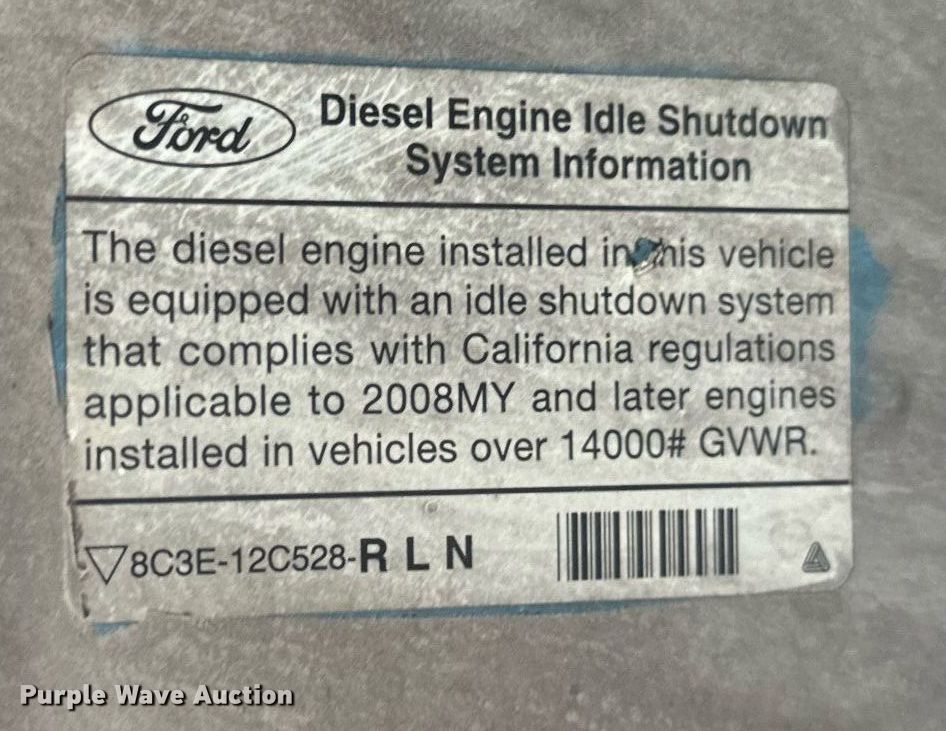 Ford
Diesel Engine Idle Shutdown
System Information
The diesel engine installed in this vehicle
is equipped with an idle shutdown system
that complies with California regulations
applicable to 2008MY and later engines
installed in vehicles over 14000# GVWR.
8C3E-12C528-R L N
Purple Wave Auction